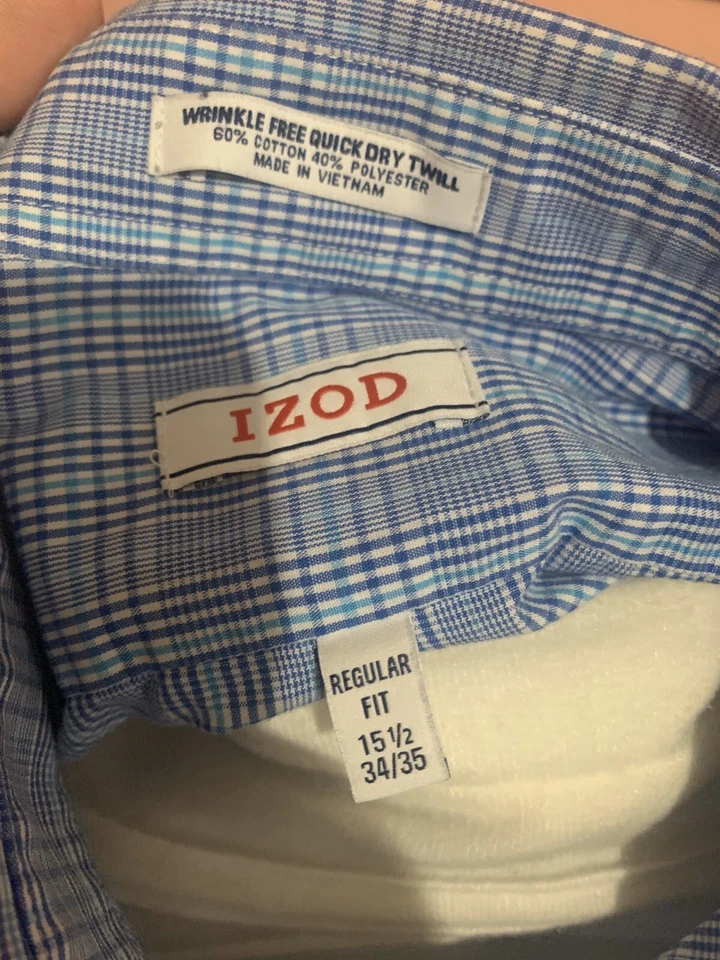 WRINKLE FREE QUICK DRY TWILL
60% COTTON 40% POLYESTER
MADE IN VIETNAM
IZOD
REGULAR
FIT
15 1/2
34/35